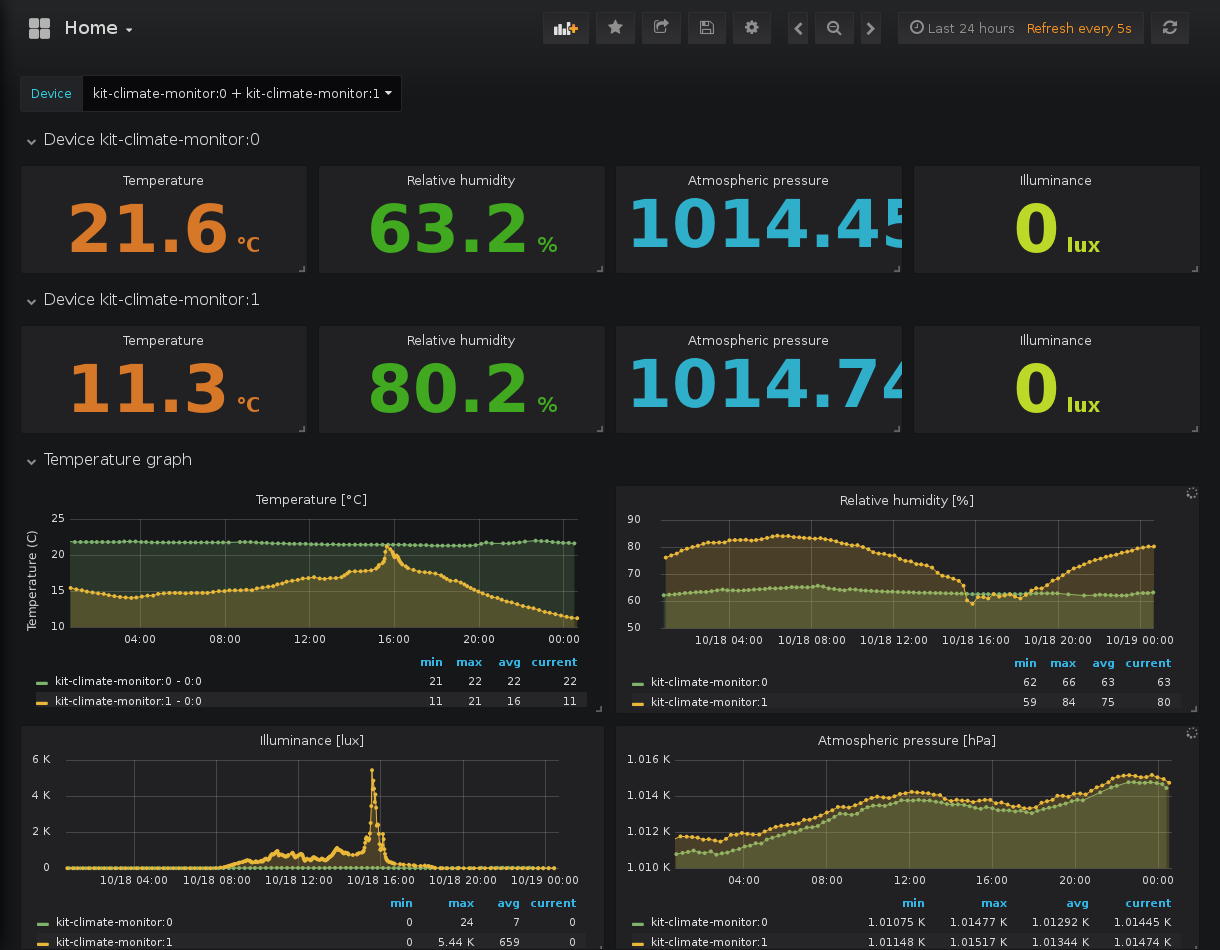 Home
Last 24 hours Refresh every 5s
Device kit-climate-monitor:0 + kit-climate-monitor:1
Device kit-climate-monitor:0
Temperature Relative humidity Atmospheric pressure Illuminance
21.6 °C 63.2 % 1014.45 0 lux
Device kit-climate-monitor:1
Temperature Relative humidity Atmospheric pressure Illuminance
11.3 °C 80.2 % 1014.74 0 lux
Temperature graph
Temperature [°C]
Temperature (C)
25
20
15
10
04:00 08:00 12:00 16:00 20:00 00:00
min max avg current
kit-climate-monitor:0 - 0:0 21 22 22 22
kit-climate-monitor:1 - 0:0 11 21 16 11
Relative humidity [%]
90
80
70
60
50
10/18 04:00 10/18 08:00 10/18 12:00 10/18 16:00 10/18 20:00 10/19 00:00
min max avg current
kit-climate-monitor:0 62 66 63 63
kit-climate-monitor:1 59 84 75 80
Illuminance [lux]
6 K
4 K
2 K
0
10/18 04:00 10/18 08:00 10/18 12:00 10/18 16:00 10/18 20:00 10/19 00:00
min max avg current
kit-climate-monitor:0 0 24 7 0
kit-climate-monitor:1 0 5.44 K 659 0
Atmospheric pressure [hPa]
1.016 K
1.014 K
1.012 K
1.010 K
04:00 08:00 12:00 16:00 20:00 00:00
min max avg current
kit-climate-monitor:0 1.01075 K 1.01477 K 1.01292 K 1.01445 K
kit-climate-monitor:1 1.01148 K 1.01517 K 1.01344 K 1.01474 K